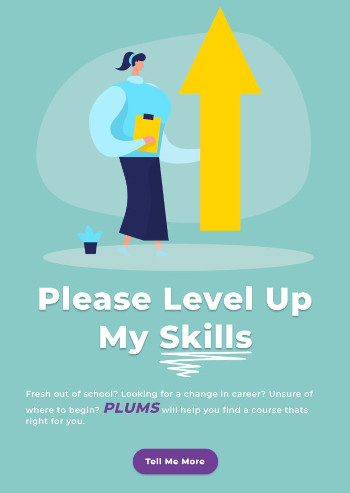 Please Level Up
My Skills
Fresh out of school? Looking for a change in career? Unsure of
where to begin? PLUMS will help you find a course thats
right for you.
Tell Me More